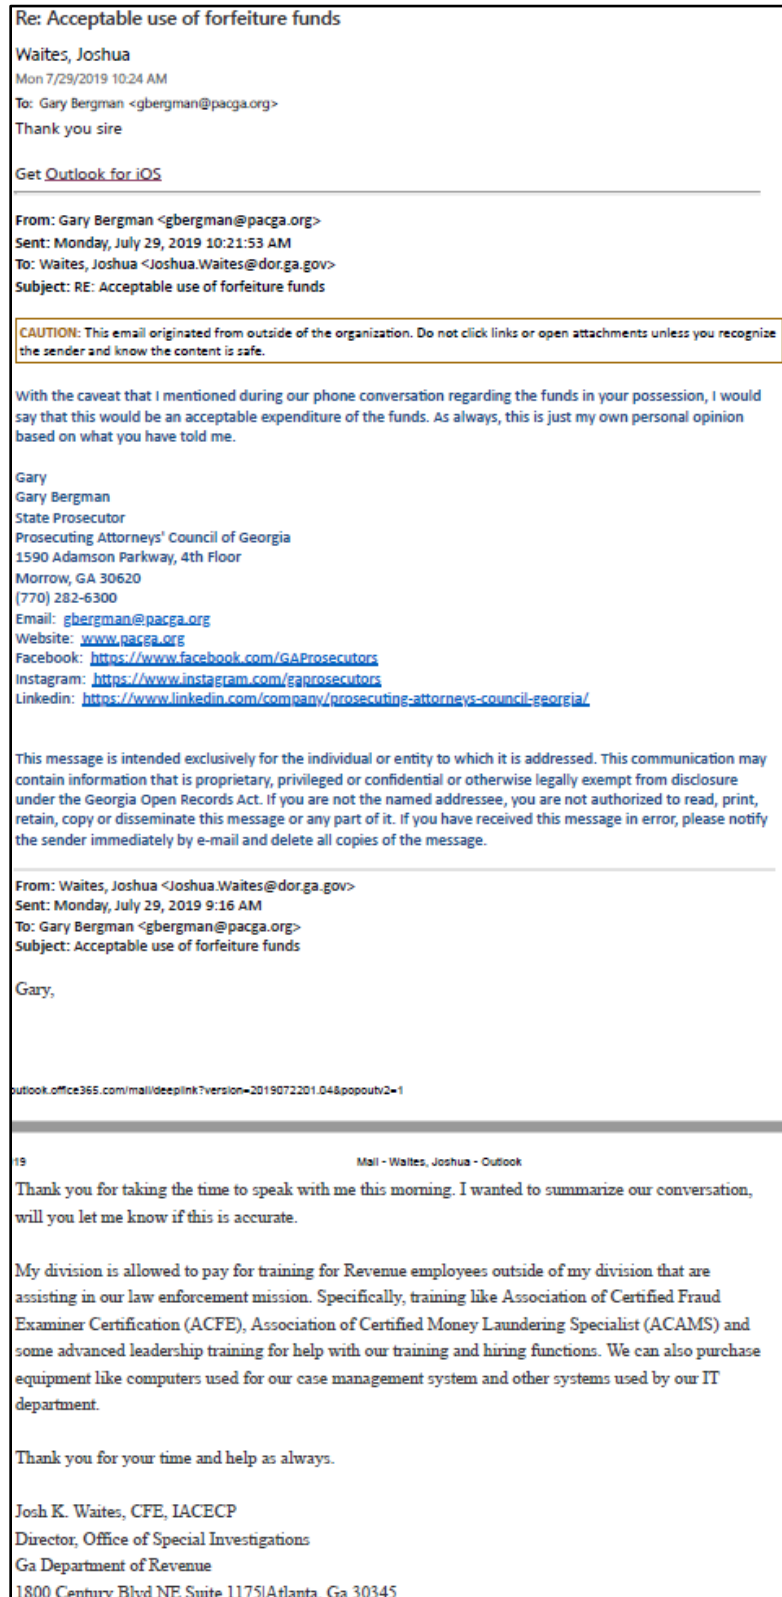 Re: Acceptable use of forfeiture funds
Waites, Joshua
Mon 7/29/2019 10:24 AM
To: Gary Bergman <gbergman@pacga.org>
Thank you sire
Get Outlook for iOS
From: Gary Bergman <gbergman@pacga.org>
Sent: Monday, July 29, 2019 10:21:53 AM
To: Waites, Joshua <Joshua.Waites@dor.ga.gov>
Subject: RE: Acceptable use of forfeiture funds
CAUTION: This email originated from outside of the organization. Do not click links or open attachments unless you recognize
the sender and know the content is safe.
With the caveat that I mentioned during our phone conversation regarding the funds in your possession, I would
say that this would be an acceptable expenditure of the funds. As always, this is just my own personal opinion
based on what you have told me.
Gary
Gary Bergman
State Prosecutor
Prosecuting Attorneys' Council of Georgia
1590 Adamson Parkway, 4th Floor
Morrow, GA 30620
(770) 282-6300
Email: gbergman@pacga.org
Website: www.pacga.org
Facebook: https://www.facebook.com/GAProsecutors
Instagram: https://www.instagram.com/gaprosecutors
Linkedin: https://www.linkedin.com/company/prosecuting-attorneys-council-georgia/
This message is intended exclusively for the individual or entity to which it is addressed. This communication may
contain information that is proprietary, privileged or confidential or otherwise legally exempt from disclosure
under the Georgia Open Records Act. If you are not the named addressee, you are not authorized to read, print,
retain, copy or disseminate this message or any part of it. If you have received this message in error, please notify
the sender immediately by e-mail and delete all copies of the message.
From: Waites, Joshua <Joshua.Waites@dor.ga.gov>
Sent: Monday, July 29, 2019 9:16 AM
To: Gary Bergman <gbergman@pacga.org>
Subject: Acceptable use of forfeiture funds
Gary,
outlook.office365.com/mail/deeplink?version=2019072201.04&popoutv2=1
19 Mail - Waites, Joshua - Outlook
Thank you for taking the time to speak with me this morning. I wanted to summarize our conversation,
will you let me know if this is accurate.
My division is allowed to pay for training for Revenue employees outside of my division that are
assisting in our law enforcement mission. Specifically, training like Association of Certified Fraud
Examiner Certification (ACFE), Association of Certified Money Laundering Specialist (ACAMS) and
some advanced leadership training for help with our training and hiring functions. We can also purchase
equipment like computers used for our case management system and other systems used by our IT
department.
Thank you for your time and help as always.
Josh K. Waites, CFE, IACECP
Director, Office of Special Investigations
Ga Department of Revenue
1800 Century Blvd NE Suite 1175|Atlanta, Ga 30345